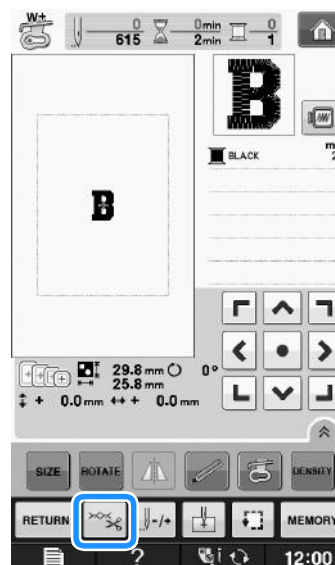 W+
0 0min 0
615 2min 1
B
BLACK
B
29.8 mm 0°
25.8 mm
+ 0.0 mm + 0.0 mm
SIZE ROTATE DENSITY
RETURN -/+ MEMORY
? 12:00